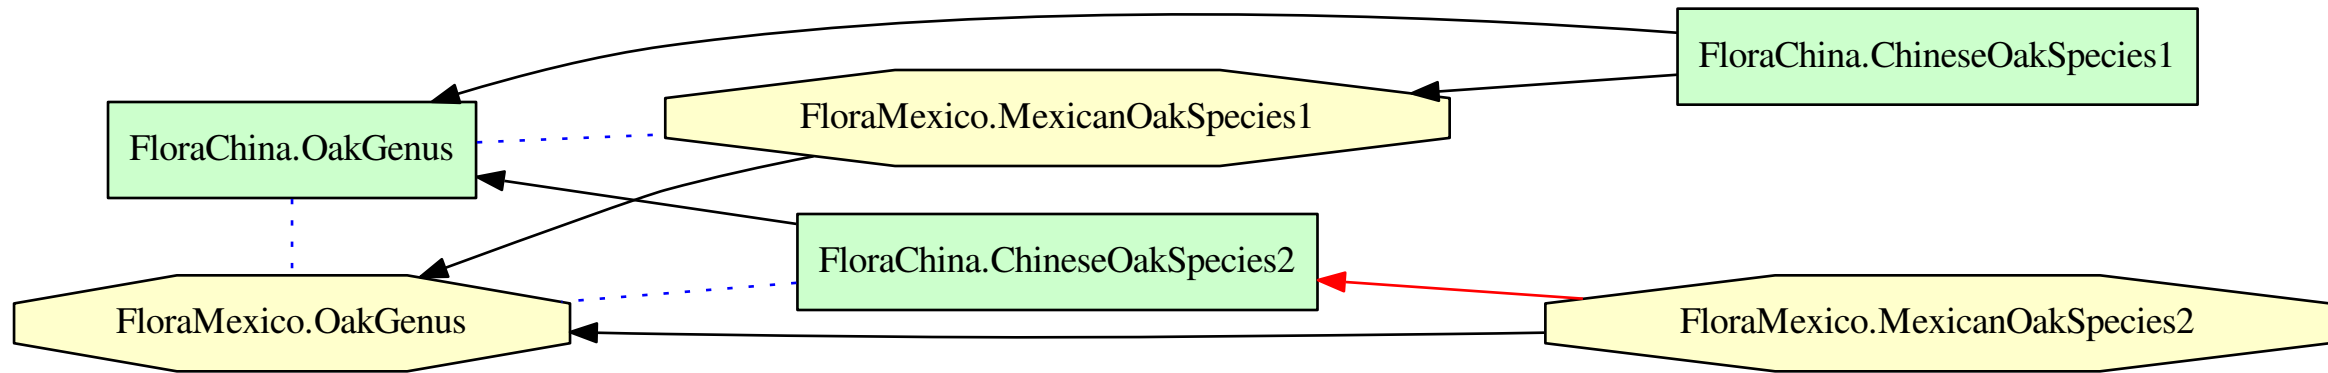 FloraChina.ChineseOakSpecies1
FloraMexico.MexicanOakSpecies1
FloraChina.OakGenus
FloraChina.ChineseOakSpecies2
FloraMexico.OakGenus
FloraMexico.MexicanOakSpecies2